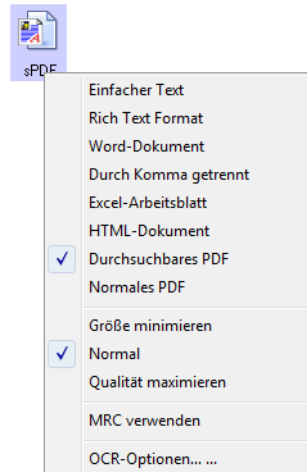 sPDF
Einfacher Text
Rich Text Format
Word-Dokument
Durch Komma getrennt
Excel-Arbeitsblatt
HTML-Dokument
Durchsuchbares PDF
Normales PDF
Größe minimieren
Normal
Qualität maximieren
MRC verwenden
OCR-Optionen... ...